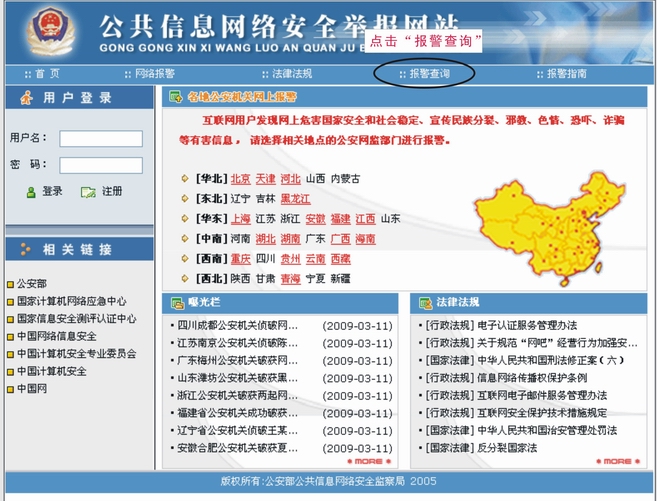 公共信息网络安全举报网站
GONG GONG XIN XI WANG LUO AN QUAN JU
点击“报警查询”
:: 首 页 :: 网络报警 :: 法律法规 :: 报警查询 :: 报警指南
用 户 登 录
用户名：
密 码：
登录 注册
相 关 链 接
公安部
国家计算机网络应急中心
国家信息安全测评认证中心
中国网络信息安全
中国计算机安全专业委员会
中国计算机安全
中国网
各地公安机关网上报警
互联网用户发现网上危害国家安全和社会稳定、宣传民族分裂、邪教、色情、恐吓、诈骗
等有害信息，请选择相关地点的公安网监部门进行报警。
[华北] 北京 天津 河北 山西 内蒙古
[东北] 辽宁 吉林 黑龙江
[华东] 上海 江苏 浙江 安徽 福建 江西 山东
[中南] 河南 湖北 湖南 广东 广西 海南
[西南] 重庆 四川 贵州 云南 西藏
[西北] 陕西 甘肃 青海 宁夏 新疆
曝光栏
四川成都公安机关侦破网... (2009-03-11)
江苏南京公安机关侦破网... (2009-03-11)
广东梅州公安机关破获网... (2009-03-11)
山东潍坊公安机关破获黑... (2009-03-11)
浙江公安机关破获两起网... (2009-03-11)
福建省公安机关成功破获... (2009-03-11)
辽宁省公安机关侦破王某... (2009-03-11)
安徽合肥公安机关破获夏... (2009-03-11)
MORE
法律法规
[行政法规] 电子认证服务管理办法
[行政法规] 关于规范“网吧”经营行为加强安...
[国家法律] 中华人民共和国刑法修正案（六）
[行政法规] 信息网络传播权保护条例
[行政法规] 互联网电子邮件服务管理办法
[行政法规] 互联网安全保护技术措施规定
[国家法律] 中华人民共和国治安管理处罚法
[国家法律] 反分裂国家法
MORE
版权所有:公安部公共信息网络安全监察局 2005